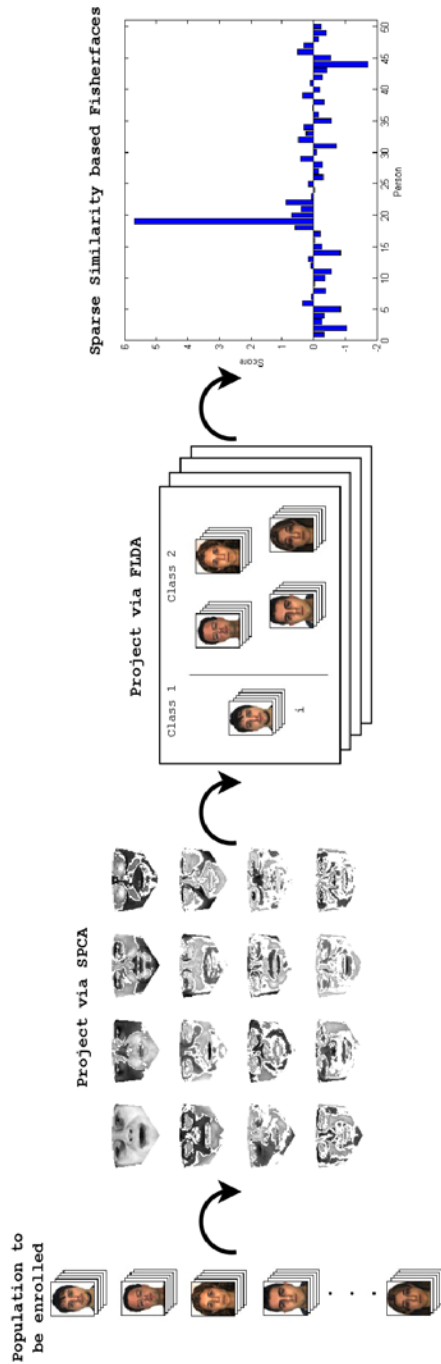 Population to
be enrolled
Project via SPCA
Project via FLDA
Class 1
Class 2
i
Sparse Similarity based Fisherfaces
6
5
4
3
2
1
0
-1
-2
Score
0
5
10
15
20
25
30
35
40
45
50
Person